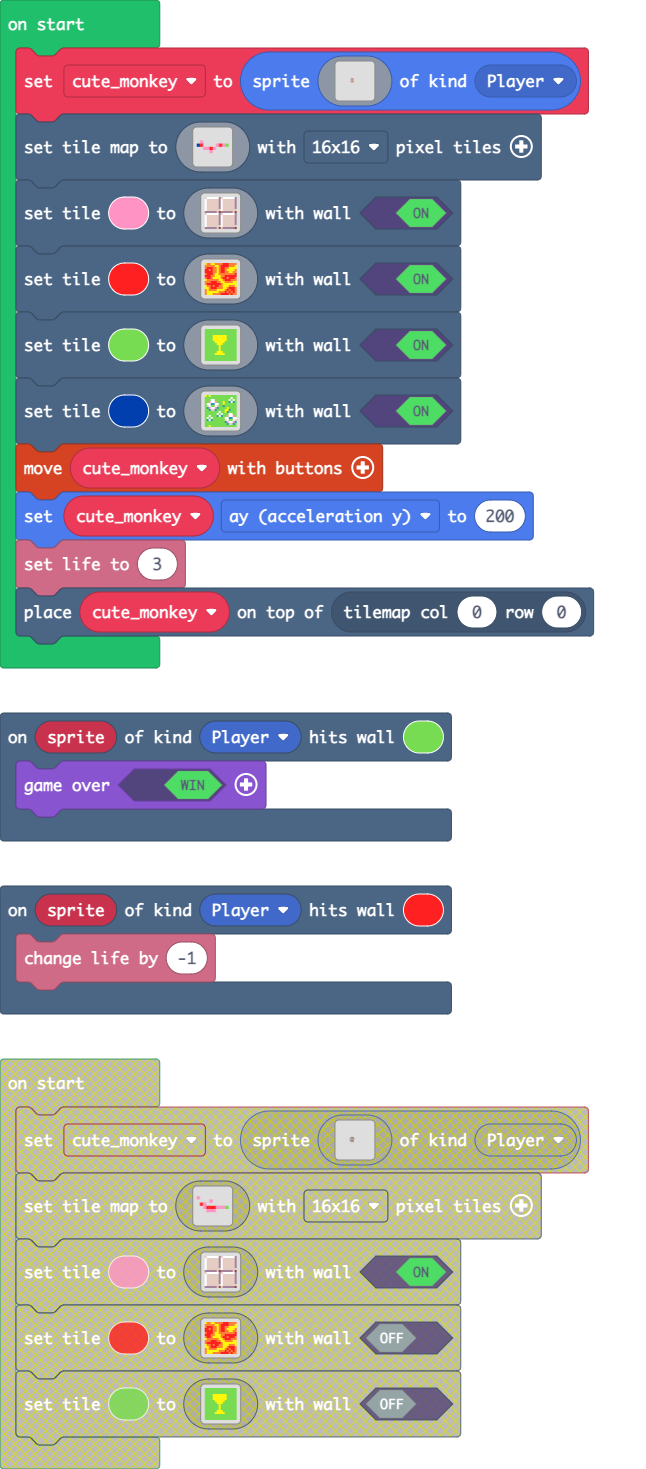 on start
set cute_monkey to sprite of kind Player
set tile map to with 16x16 pixel tiles
set tile to with wall ON
set tile to with wall ON
set tile to with wall ON
set tile to with wall ON
move cute_monkey with buttons
set cute_monkey ay (acceleration y) to 200
set life to 3
place cute_monkey on top of tilemap col 0 row 0
on sprite of kind Player hits wall
game over WIN
on sprite of kind Player hits wall
change life by -1
on start
set cute_monkey to sprite of kind Player
set tile map to with 16x16 pixel tiles
set tile to with wall ON
set tile to with wall OFF
set tile to with wall OFF